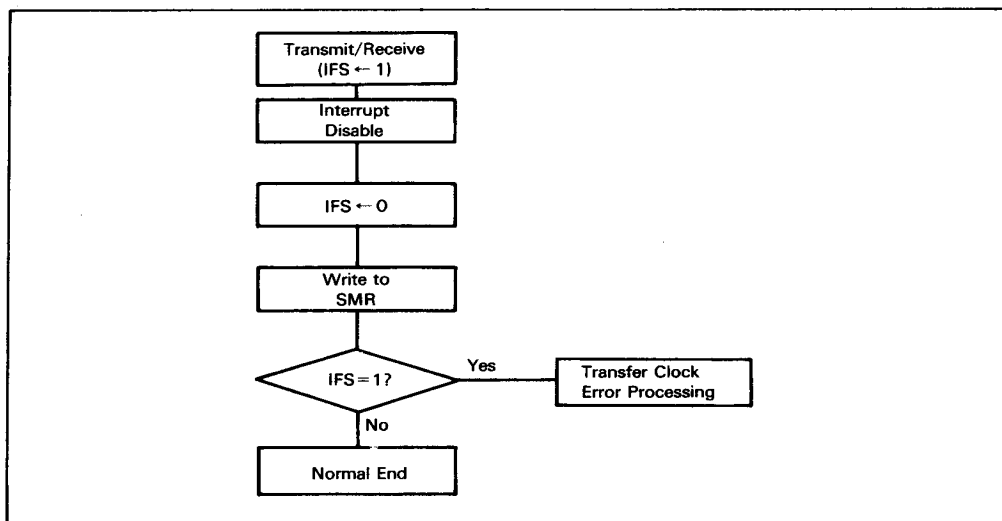 Transmit/Receive
(IFS ← 1)
Interrupt
Disable
IFS ← 0
Write to
SMR
IFS = 1?
Yes
Transfer Clock
Error Processing
No
Normal End